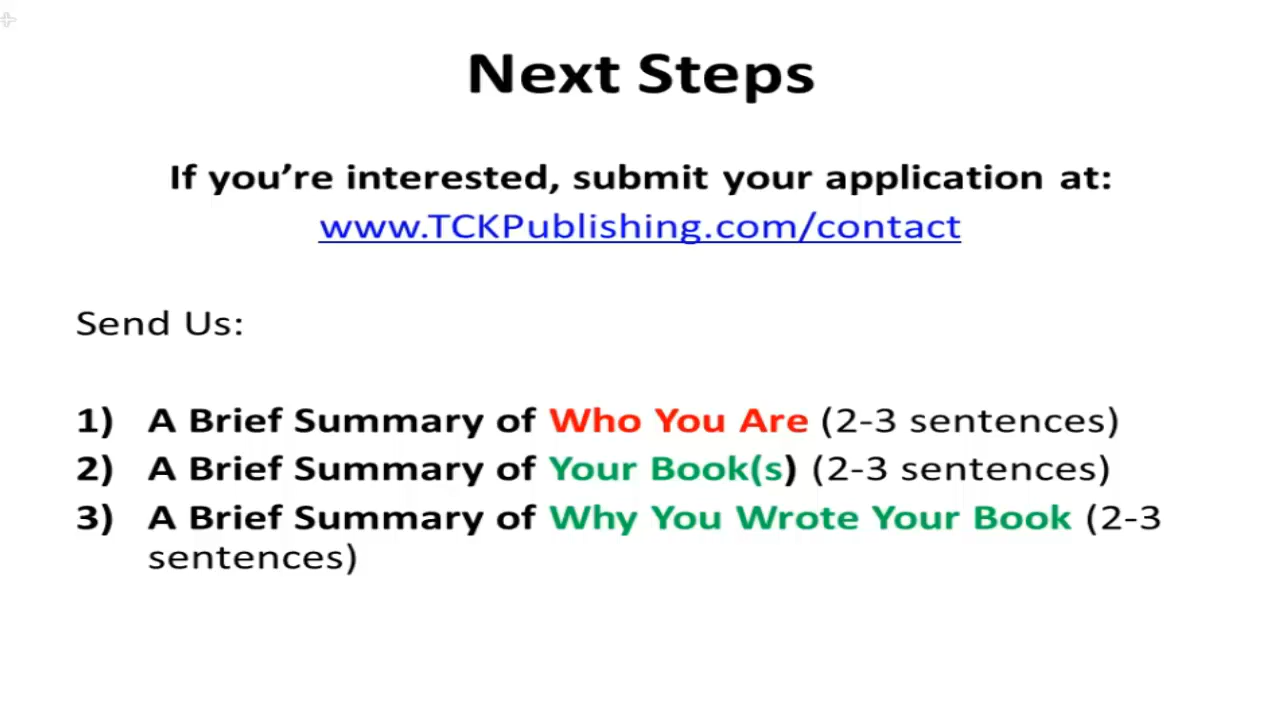 Next Steps
If you’re interested, submit your application at:
www.TCKPublishing.com/contact
Send Us:
1) A Brief Summary of Who You Are (2-3 sentences)
2) A Brief Summary of Your Book(s) (2-3 sentences)
3) A Brief Summary of Why You Wrote Your Book (2-3
sentences)